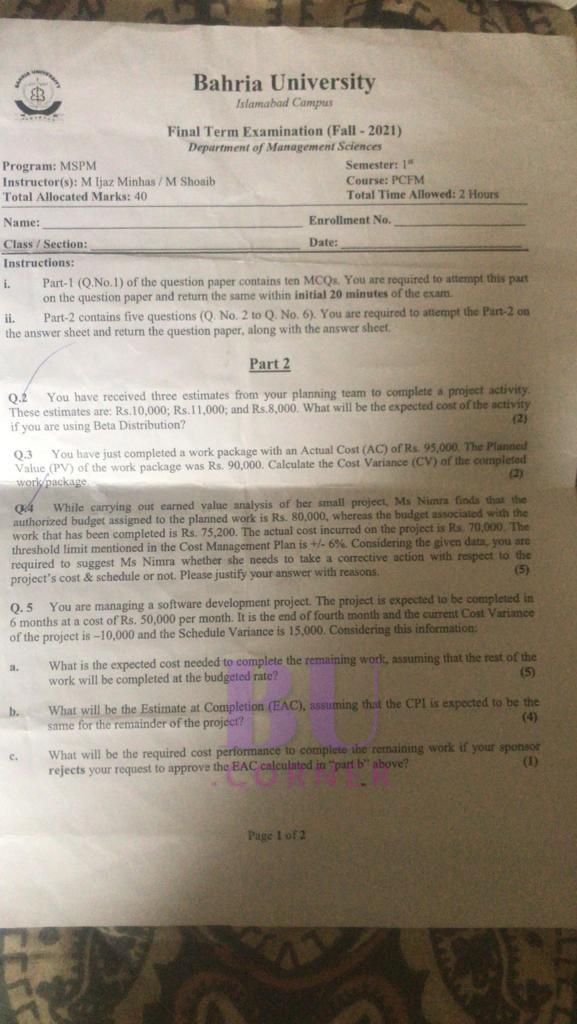 BAHRIA UNIVERSITY
Bahria University
Islamabad Campus
Final Term Examination (Fall - 2021)
Department of Management Sciences
Program: MSPM Semester: 1st
Instructor(s): M Ijaz Minhas / M Shoaib Course: PCFM
Total Allocated Marks: 40 Total Time Allowed: 2 Hours
Name: Enrollment No.
Class / Section: Date:
Instructions:
i. Part-1 (Q.No.1) of the question paper contains ten MCQs. You are required to attempt this part
on the question paper and return the same within initial 20 minutes of the exam.
ii. Part-2 contains five questions (Q. No. 2 to Q. No. 6). You are required to attempt the Part-2 on
the answer sheet and return the question paper, along with the answer sheet.
Part 2
Q.2 You have received three estimates from your planning team to complete a project activity.
These estimates are: Rs.10,000; Rs.11,000; and Rs.8,000. What will be the expected cost of the activity
if you are using Beta Distribution? (2)
Q.3 You have just completed a work package with an Actual Cost (AC) of Rs. 95,000. The Planned
Value (PV) of the work package was Rs. 90,000. Calculate the Cost Variance (CV) of the completed
work package. (2)
Q.4 While carrying out earned value analysis of her small project, Ms Nimra finds that the
authorized budget assigned to the planned work is Rs. 80,000, whereas the budget associated with the
work that has been completed is Rs. 75,200. The actual cost incurred on the project is Rs. 70,000. The
threshold limit mentioned in the Cost Management Plan is +/- 6%. Considering the given data, you are
required to suggest Ms Nimra whether she needs to take a corrective action with respect to the
project's cost & schedule or not. Please justify your answer with reasons. (5)
Q. 5 You are managing a software development project. The project is expected to be completed in
6 months at a cost of Rs. 50,000 per month. It is the end of fourth month and the current Cost Variance
of the project is –10,000 and the Schedule Variance is 15,000. Considering this information:
a. What is the expected cost needed to complete the remaining work, assuming that the rest of the
work will be completed at the budgeted rate? (5)
b. What will be the Estimate at Completion (EAC), assuming that the CPI is expected to be the
same for the remainder of the project? (4)
c. What will be the required cost performance to complete the remaining work if your sponsor
rejects your request to approve the EAC calculated in "part b" above? (1)
BU
.CORNER
Page 1 of 2